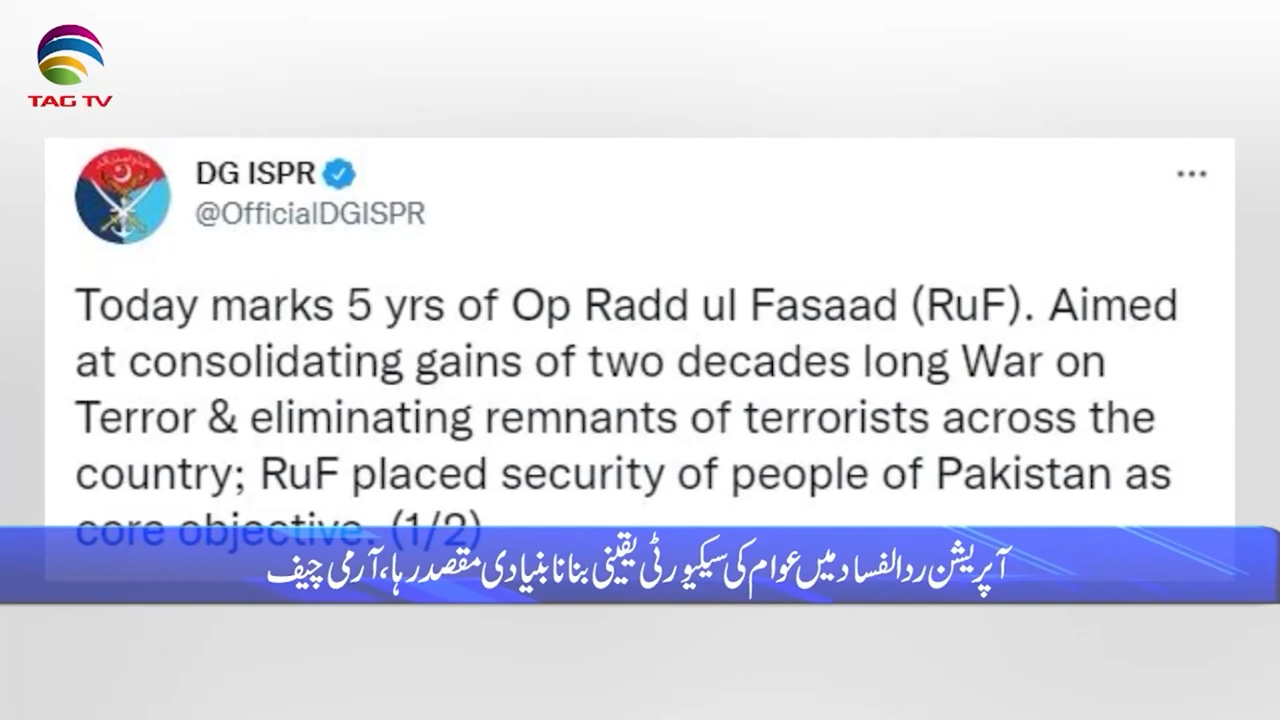 TAG TV
DG ISPR
@OfficialDGISPR
Today marks 5 yrs of Op Radd ul Fasaad (RuF). Aimed
at consolidating gains of two decades long War on
Terror & eliminating remnants of terrorists across the
country; RuF placed security of people of Pakistan as
core objective. (1/2)
آپریشن ردالفساد میں عوام کی سیکیورٹی یقینی بنانا بنیادی مقصد رہا، آرمی چیف